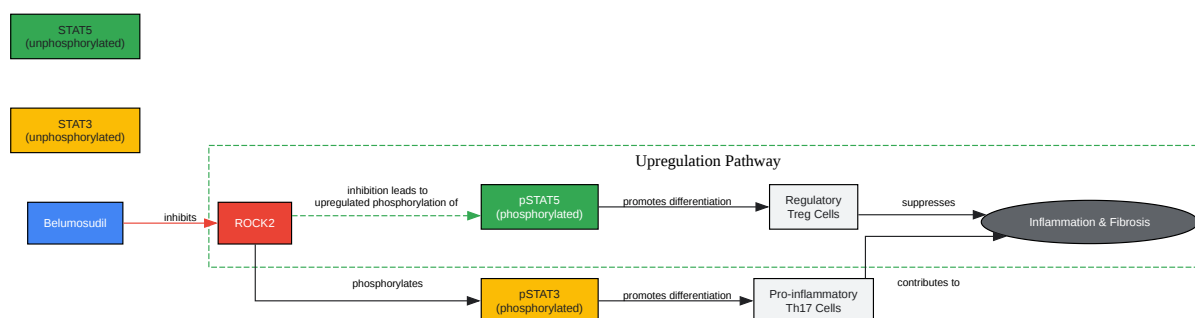 STAT5
(unphosphorylated)
STAT3
(unphosphorylated)
Upregulation Pathway
Belumosudil
inhibits
ROCK2
inhibition leads to
upregulated phosphorylation of
pSTAT5
(phosphorylated)
promotes differentiation
Regulatory
Treg Cells
suppresses
Inflammation & Fibrosis
phosphorylates
pSTAT3
(phosphorylated)
promotes differentiation
Pro-inflammatory
Th17 Cells
contributes to